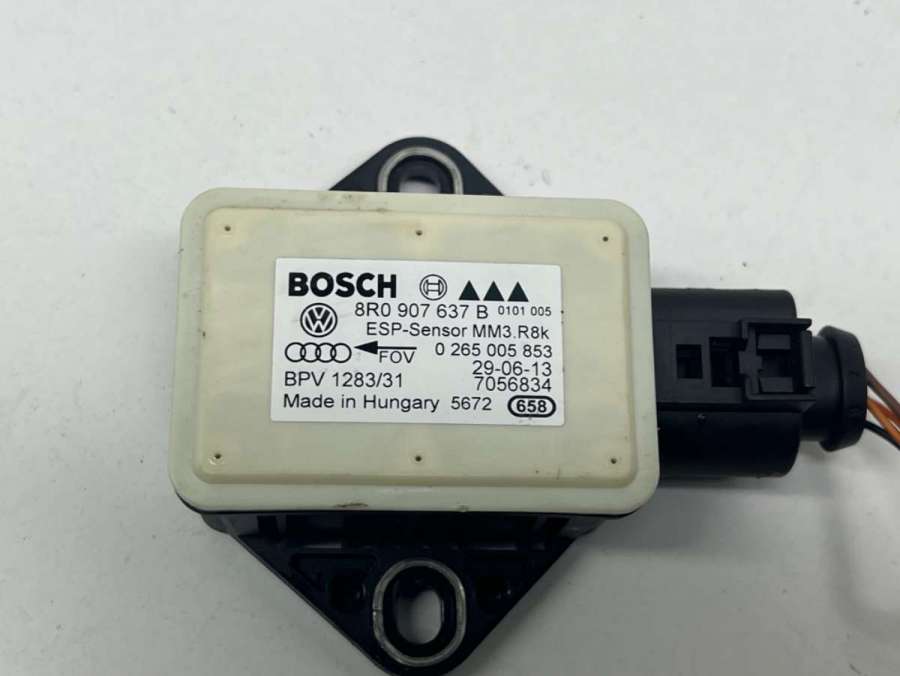 BOSCH
8R0 907 637 B 0101 005
ESP-Sensor MM3.R8k
FOV 0 265 005 853
29-06-13
BPV 1283/31 7056834
Made in Hungary 5672 658